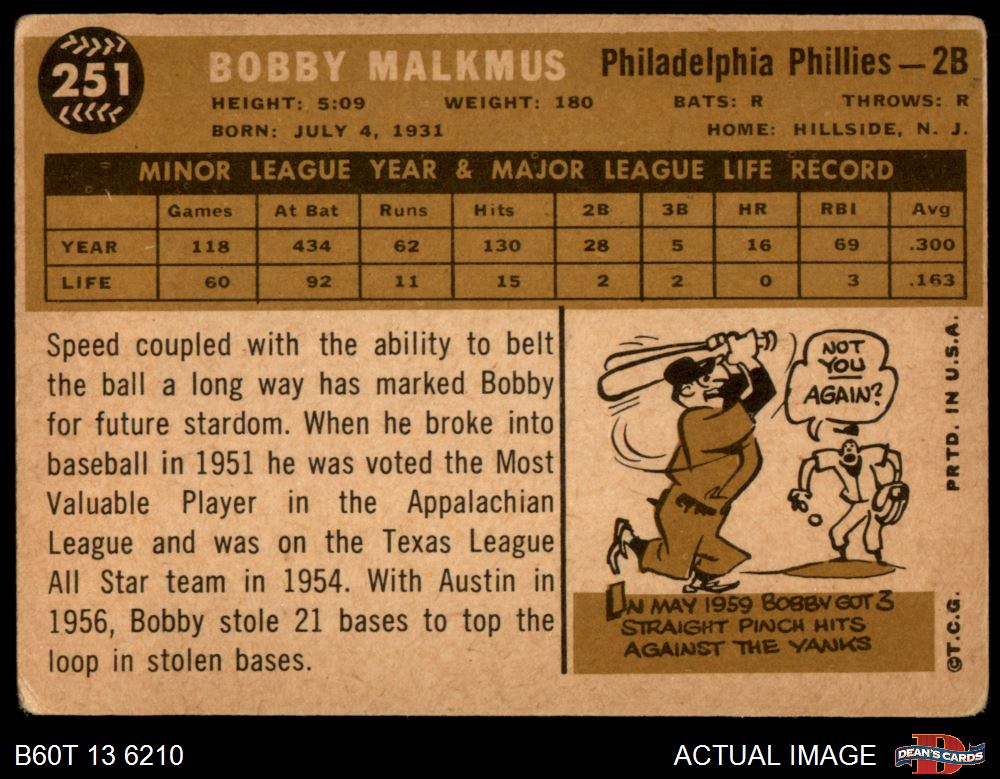 251
BOBBY MALKMUS Philadelphia Phillies — 2B
HEIGHT: 5:09 WEIGHT: 180 BATS: R THROWS: R
BORN: JULY 4, 1931 HOME: HILLSIDE, N. J.
MINOR LEAGUE YEAR & MAJOR LEAGUE LIFE RECORD
Games At Bat Runs Hits 2B 3B HR RBI Avg
YEAR 118 434 62 130 28 5 16 69 .300
LIFE 60 92 11 15 2 2 0 3 .163
Speed coupled with the ability to belt
the ball a long way has marked Bobby
for future stardom. When he broke into
baseball in 1951 he was voted the Most
Valuable Player in the Appalachian
League and was on the Texas League
All Star team in 1954. With Austin in
1956, Bobby stole 21 bases to top the
loop in stolen bases.
NOT
YOU
AGAIN?
IN MAY 1959 BOBBY GOT 3
STRAIGHT PINCH HITS
AGAINST THE YANKS
©T.C.G. PRTD. IN U.S.A.
B60T 13 6210 ACTUAL IMAGE
DEAN'S CARDS